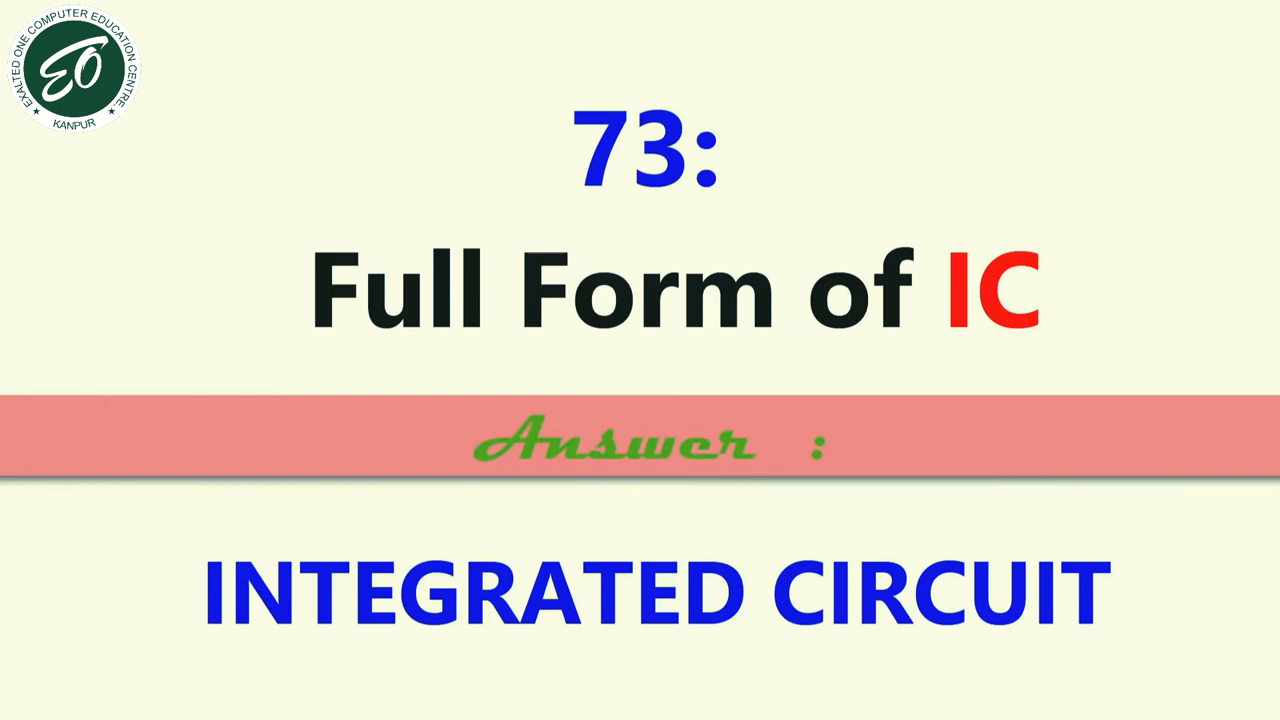 EXALTED ONE COMPUTER EDUCATION CENTRE
EO
★ KANPUR ★
73:
Full Form of IC
Answer :
INTEGRATED CIRCUIT